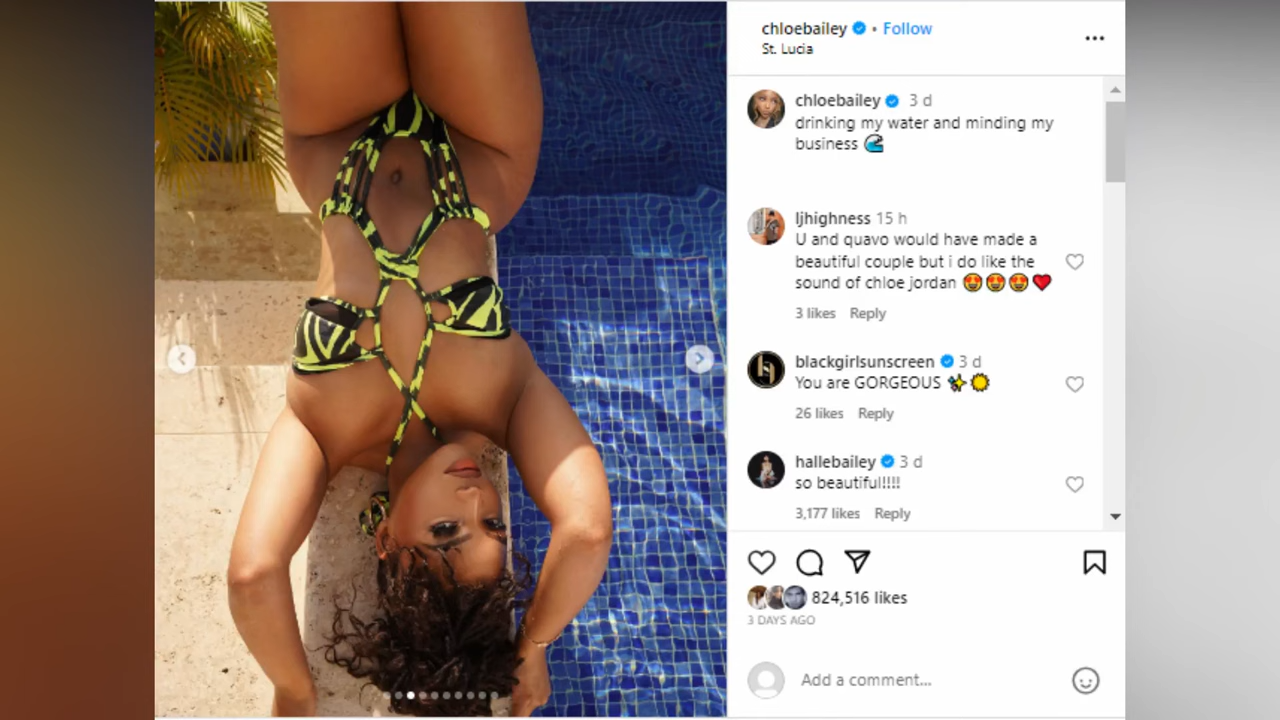 chloebailey • Follow
St. Lucia
chloebailey 3 d
drinking my water and minding my
business 🌊
ljhighness 15 h
U and quavo would have made a
beautiful couple but i do like the
sound of chloe jordan 😍😍😍❤️
3 likes Reply
blackgirlsunscreen 3 d
You are GORGEOUS ✨☀️
26 likes Reply
hallebailey 3 d
so beautiful!!!!
3,177 likes Reply
824,516 likes
3 DAYS AGO
Add a comment...